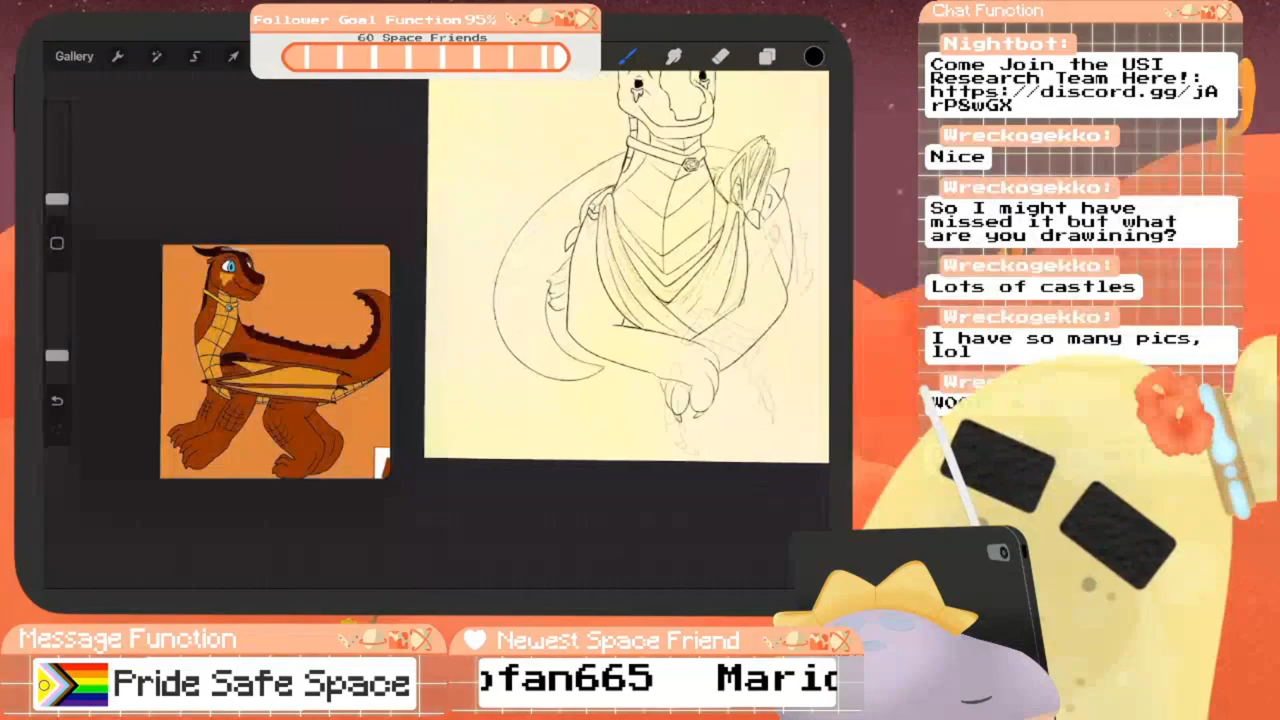 Follower Goal Function 95%
60 Space Friends
Gallery
Chat Function
Nightbot:
Come Join the USI
Research Team Here!:
https://discord.gg/jA
rP8wGX
Wreckogekko:
Nice
Wreckogekko:
So I might have
missed it but what
are you drawining?
Wreckogekko:
Lots of castles
Wreckogekko:
I have so many pics,
lol
Message Function
Pride Safe Space
Newest Space Friend
ofan665 Mario